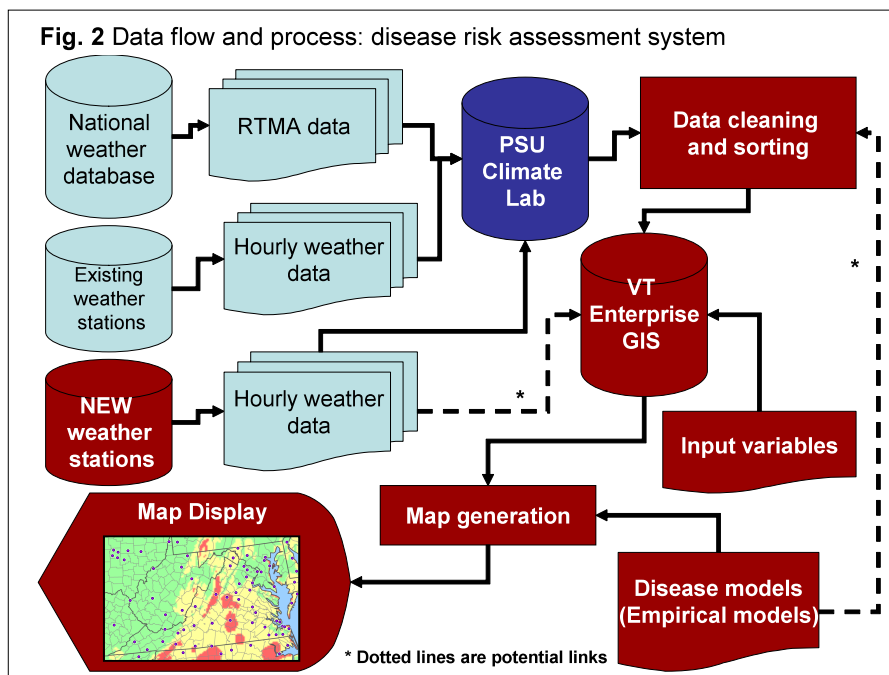 Fig. 2 Data flow and process: disease risk assessment system
National
weather
database
RTMA data
PSU
Climate
Lab
Data cleaning
and sorting
Existing
weather
stations
Hourly weather
data
VT
Enterprise
GIS
*
NEW
weather
stations
Hourly weather
data
*
Input variables
Map Display
Map generation
Disease models
(Empirical models)
* Dotted lines are potential links